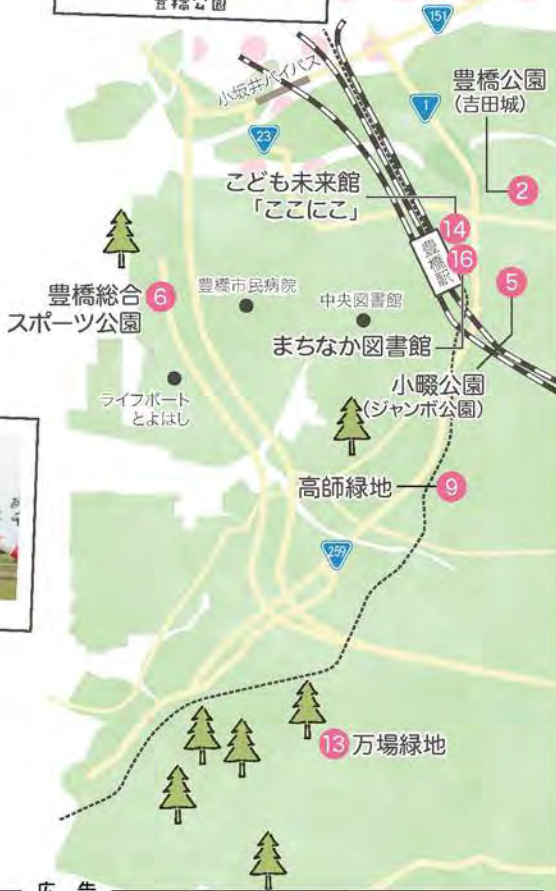 豊橋公園
151
小坂井バイパス
豊橋公園
(吉田城)
1
23
2
こども未来館
「ここにこ」
14
豊橋駅
16
5
豊橋総合
スポーツ公園
6
豊橋市民病院
中央図書館
まちなか図書館
小畷公園
(ジャンボ公園)
ライフポート
とよはし
高師緑地
9
259
13 万場緑地
広告